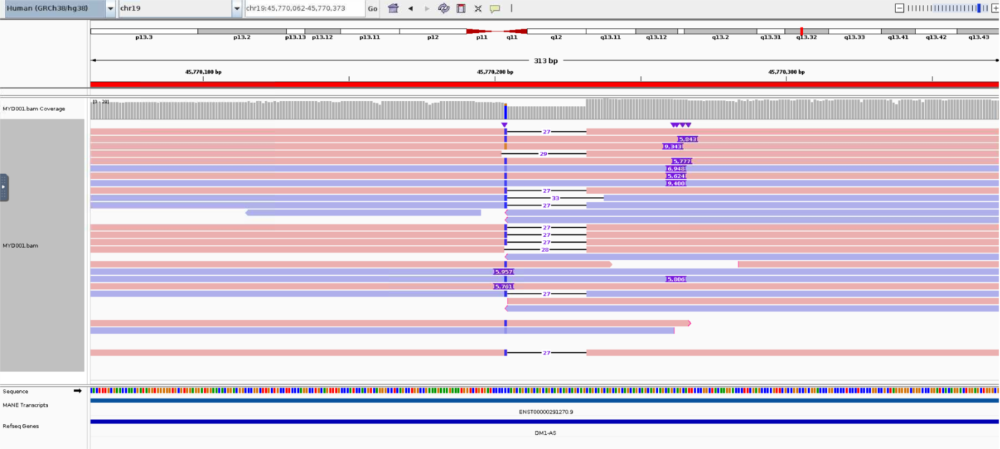 Human (GRCh38/hg38) chr19 chr19:45,770,062-45,770,373 Go
p13.3 p13.2 p13.13 p13.12 p13.11 p12 p11 q11 q12 q13.11 q13.12 q13.2 q13.31 q13.32 q13.33 q13.41 q13.42 q13.43
313 bp
45,770,100 bp 45,770,200 bp 45,770,300 bp
[0 - 28]
MYD001.bam Coverage
27
5,843
9,343
29
5,777
6,948
5,624
9,400
27
33
27
27
27
27
28
5,957
5,806
5,761
27
27
MYD001.bam
Sequence
MANE Transcripts
ENST00000291270.9
Refseq Genes
DM1-AS